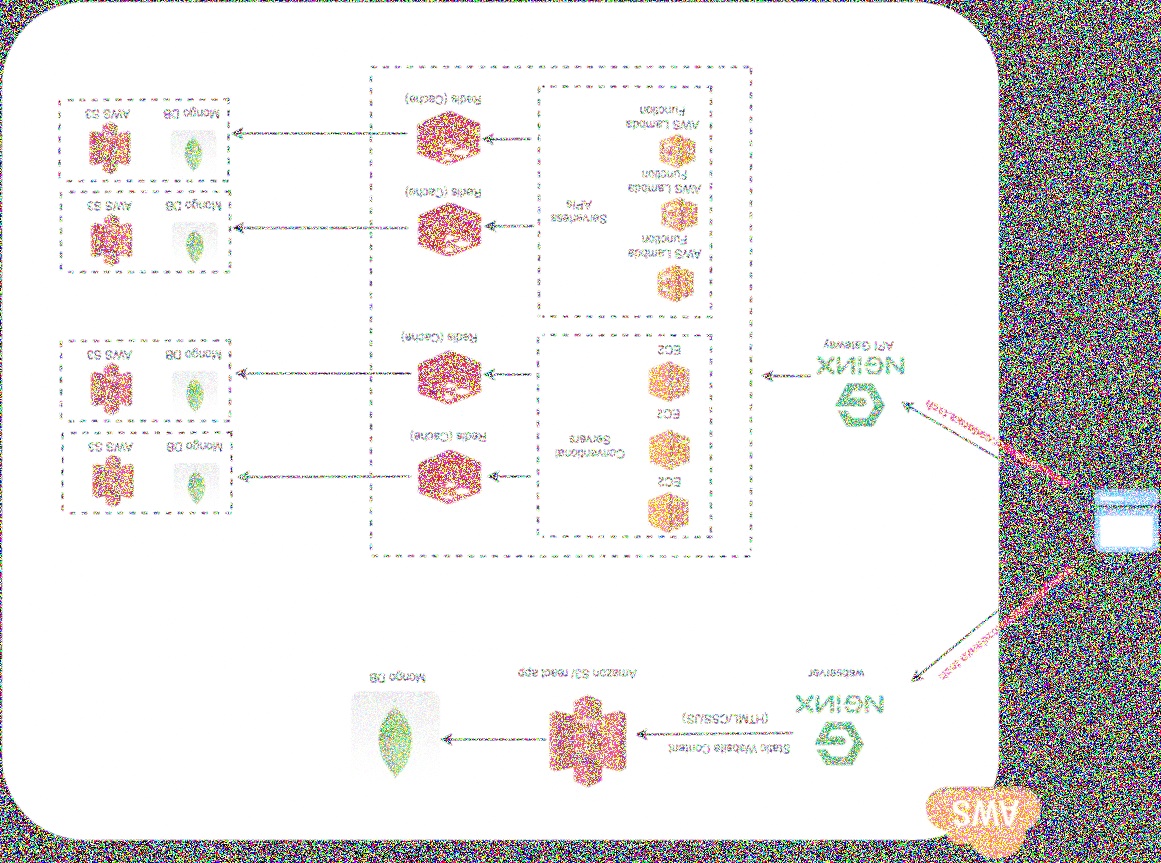 AWS
NGINX
webserver
Static Website Content
(HTML/CSS/JS)
Amazon S3/ react app
Mongo DB
NGINX
API Gateway
EC2
EC2
EC2
Conventional
Servers
Redis (Cache)
Redis (Cache)
Mongo DB
AWS S3
Mongo DB
AWS S3
AWS Lambda
Function
AWS Lambda
Function
AWS Lambda
Function
Serverless
APIs
Redis (Cache)
Redis (Cache)
Mongo DB
AWS S3
Mongo DB
AWS S3